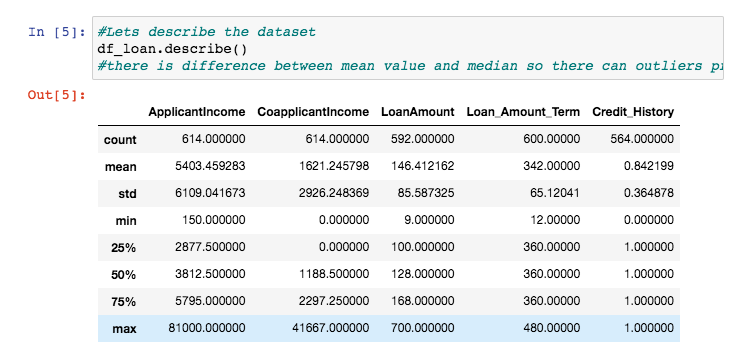 In [5]: #Lets describe the dataset
df_loan.describe()
#there is difference between mean value and median so there can outliers
Out[5]:
ApplicantIncome CoapplicantIncome LoanAmount Loan_Amount_Term Credit_History
count 614.000000 614.000000 592.000000 600.00000 564.000000
mean 5403.459283 1621.245798 146.412162 342.00000 0.842199
std 6109.041673 2926.248369 85.587325 65.12041 0.364878
min 150.000000 0.000000 9.000000 12.00000 0.000000
25% 2877.500000 0.000000 100.000000 360.00000 1.000000
50% 3812.500000 1188.500000 128.000000 360.00000 1.000000
75% 5795.000000 2297.250000 168.000000 360.00000 1.000000
max 81000.000000 41667.000000 700.000000 480.00000 1.000000